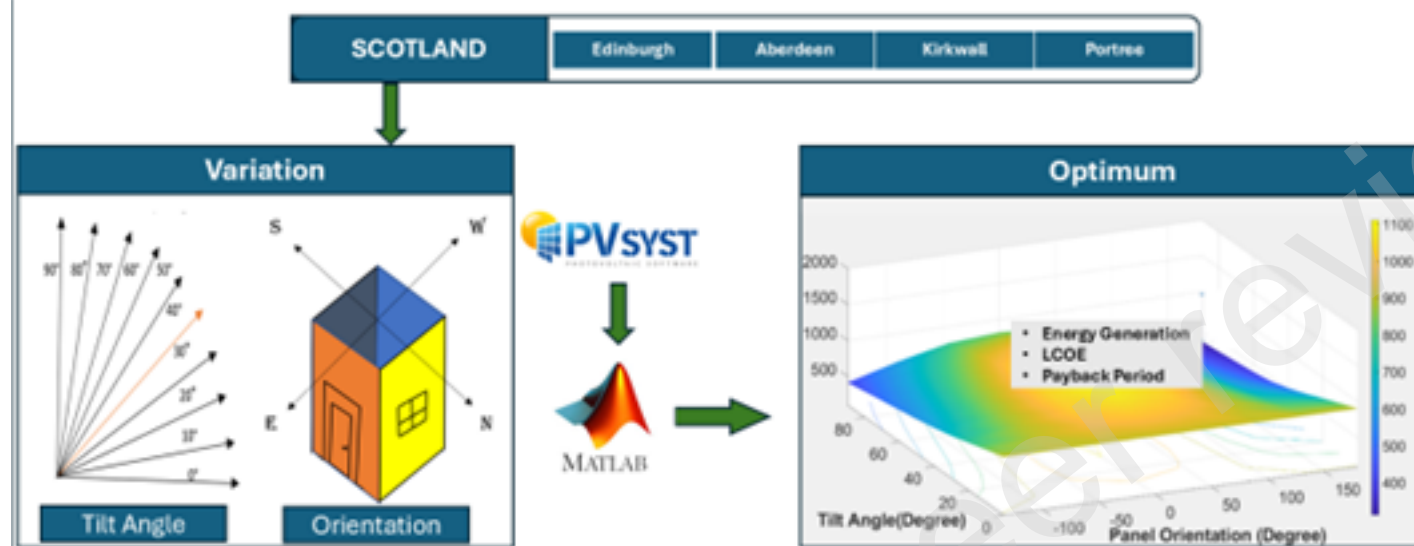 SCOTLAND
Edinburgh
Aberdeen
Kirkwall
Portree
Variation
90°
80°
70°
60°
50°
40°
30°
20°
10°
0°
S
W
E
N
Tilt Angle
Orientation
PVSYST
PHOTOVOLTAIC SOFTWARE
MATLAB
Optimum
2000
1500
1000
500
• Energy Generation
• LCOE
• Payback Period
80
60
40
20
0
-100
-50
0
50
100
150
Tilt Angle(Degree)
Panel Orientation (Degree)
1100
1000
900
800
700
600
500
400